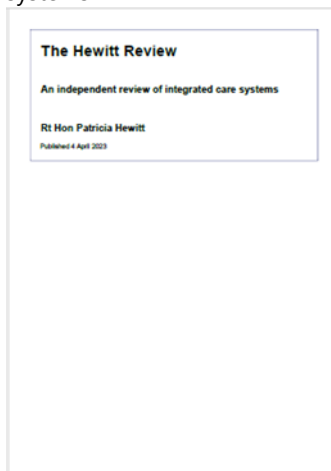 The Hewitt Review
An independent review of integrated care systems
Rt Hon Patricia Hewitt
Published 4 April 2023